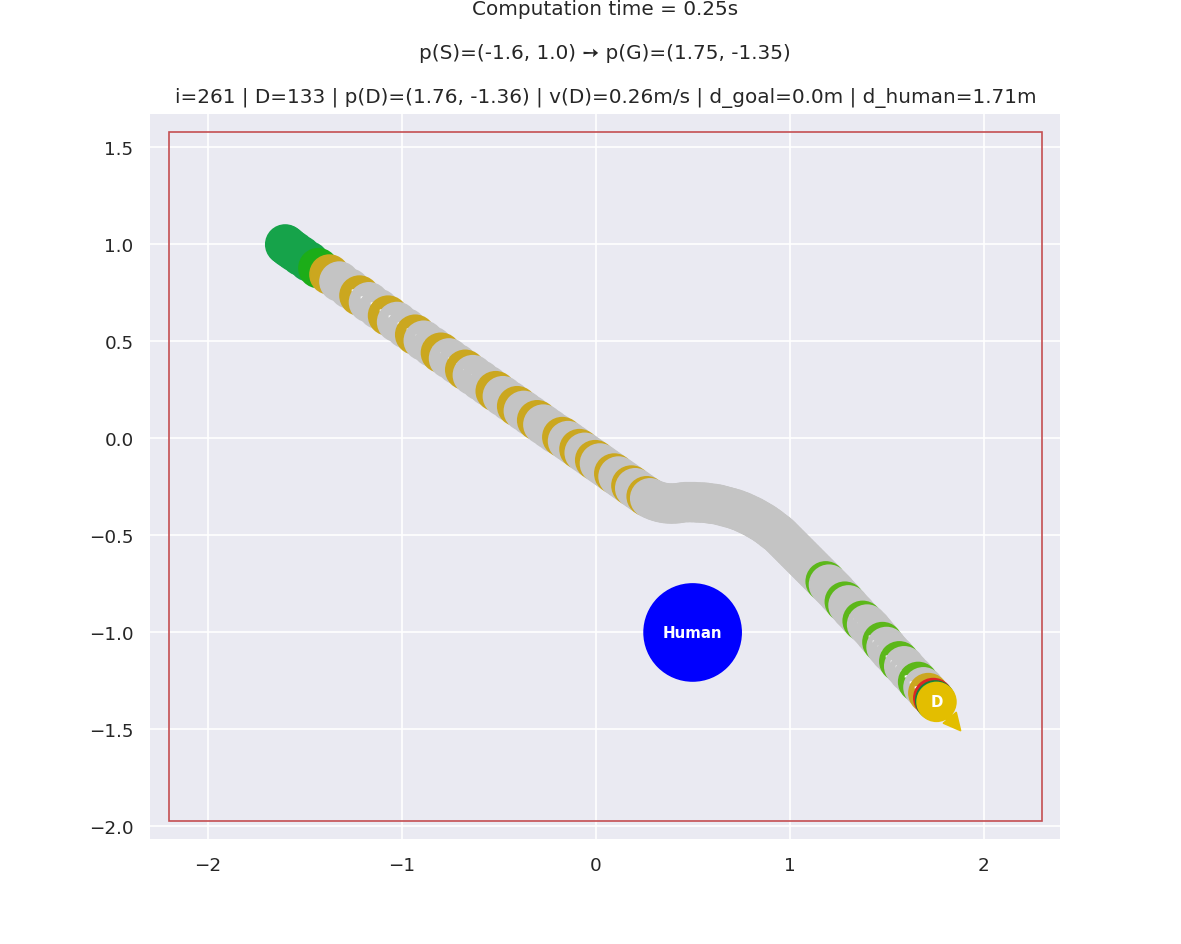 Computation time = 0.25s
p(S)=(-1.6, 1.0) → p(G)=(1.75, -1.35)
i=261 | D=133 | p(D)=(1.76, -1.36) | v(D)=0.26m/s | d_goal=0.0m | d_human=1.71m
1.5
1.0
0.5
0.0
−0.5
−1.0
−1.5
−2.0
Human
D
−2
−1
0
1
2